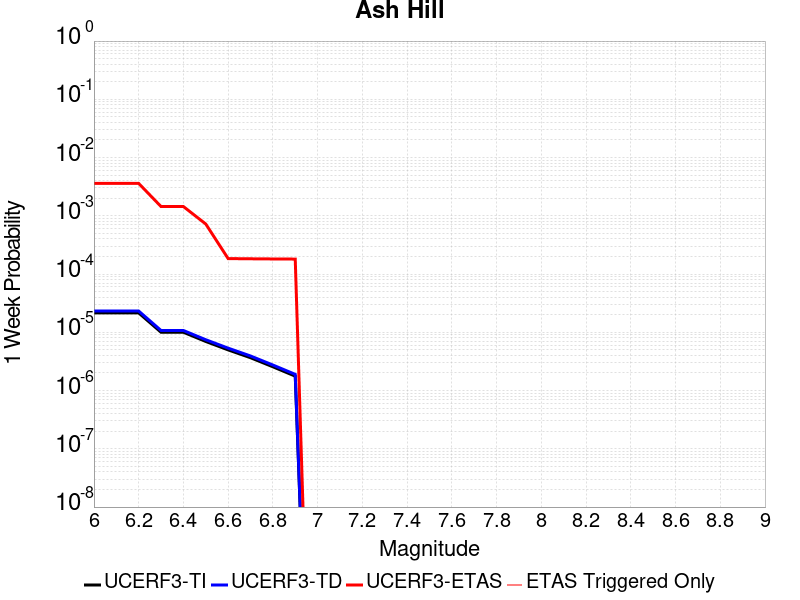 Ash Hill
10^0
10^-1
10^-2
10^-3
10^-4
10^-5
10^-6
10^-7
10^-8
1 Week Probability
6 6.2 6.4 6.6 6.8 7 7.2 7.4 7.6 7.8 8 8.2 8.4 8.6 8.8 9
Magnitude
UCERF3-TI UCERF3-TD UCERF3-ETAS ETAS Triggered Only